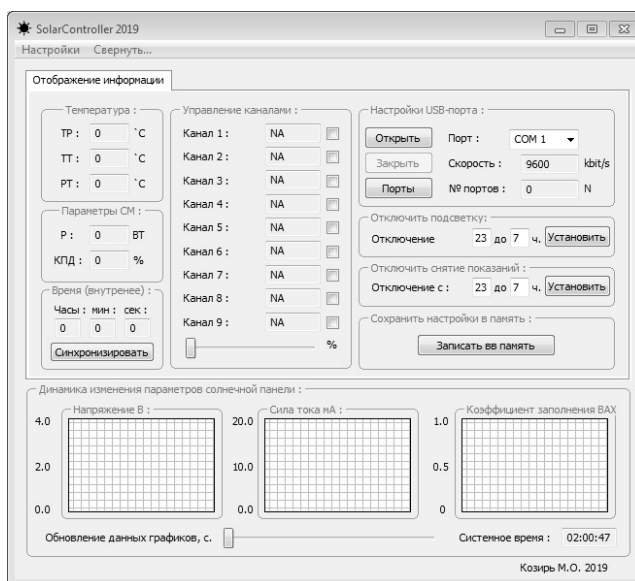 SolarController 2019
Настройки Свернуть...
Отображение информации
Температура :
TP : 0 `C
TT : 0 `C
PT : 0 `C
Параметры СМ :
P : 0 ВТ
КПД : 0 %
Время (внутренее) :
Часы : мин : сек :
0 0 0
Синхронизировать
Управление каналами :
Канал 1 : NA
Канал 2 : NA
Канал 3 : NA
Канал 4 : NA
Канал 5 : NA
Канал 6 : NA
Канал 7 : NA
Канал 8 : NA
Канал 9 : NA
%
Настройки USB-порта :
Открыть Порт : COM 1
Закрыть Скорость : 9600 kbit/s
Порты № портов : 0 N
Отключить подсветку:
Отключение 23 до 7 ч. Установить
Отключить снятие показаний :
Отключение с : 23 до 7 ч. Установить
Сохранить настройки в память :
Записать вв память
Динамика изменения параметров солнечной панели :
Напряжение В :
4.0
2.0
0.0
Сила тока мА :
20.0
10.0
0.0
Коэффициент заполнения ВАХ
1.0
0.5
0
Обновление данных графиков, с.
Системное время : 02:00:47
Козирь М.О. 2019